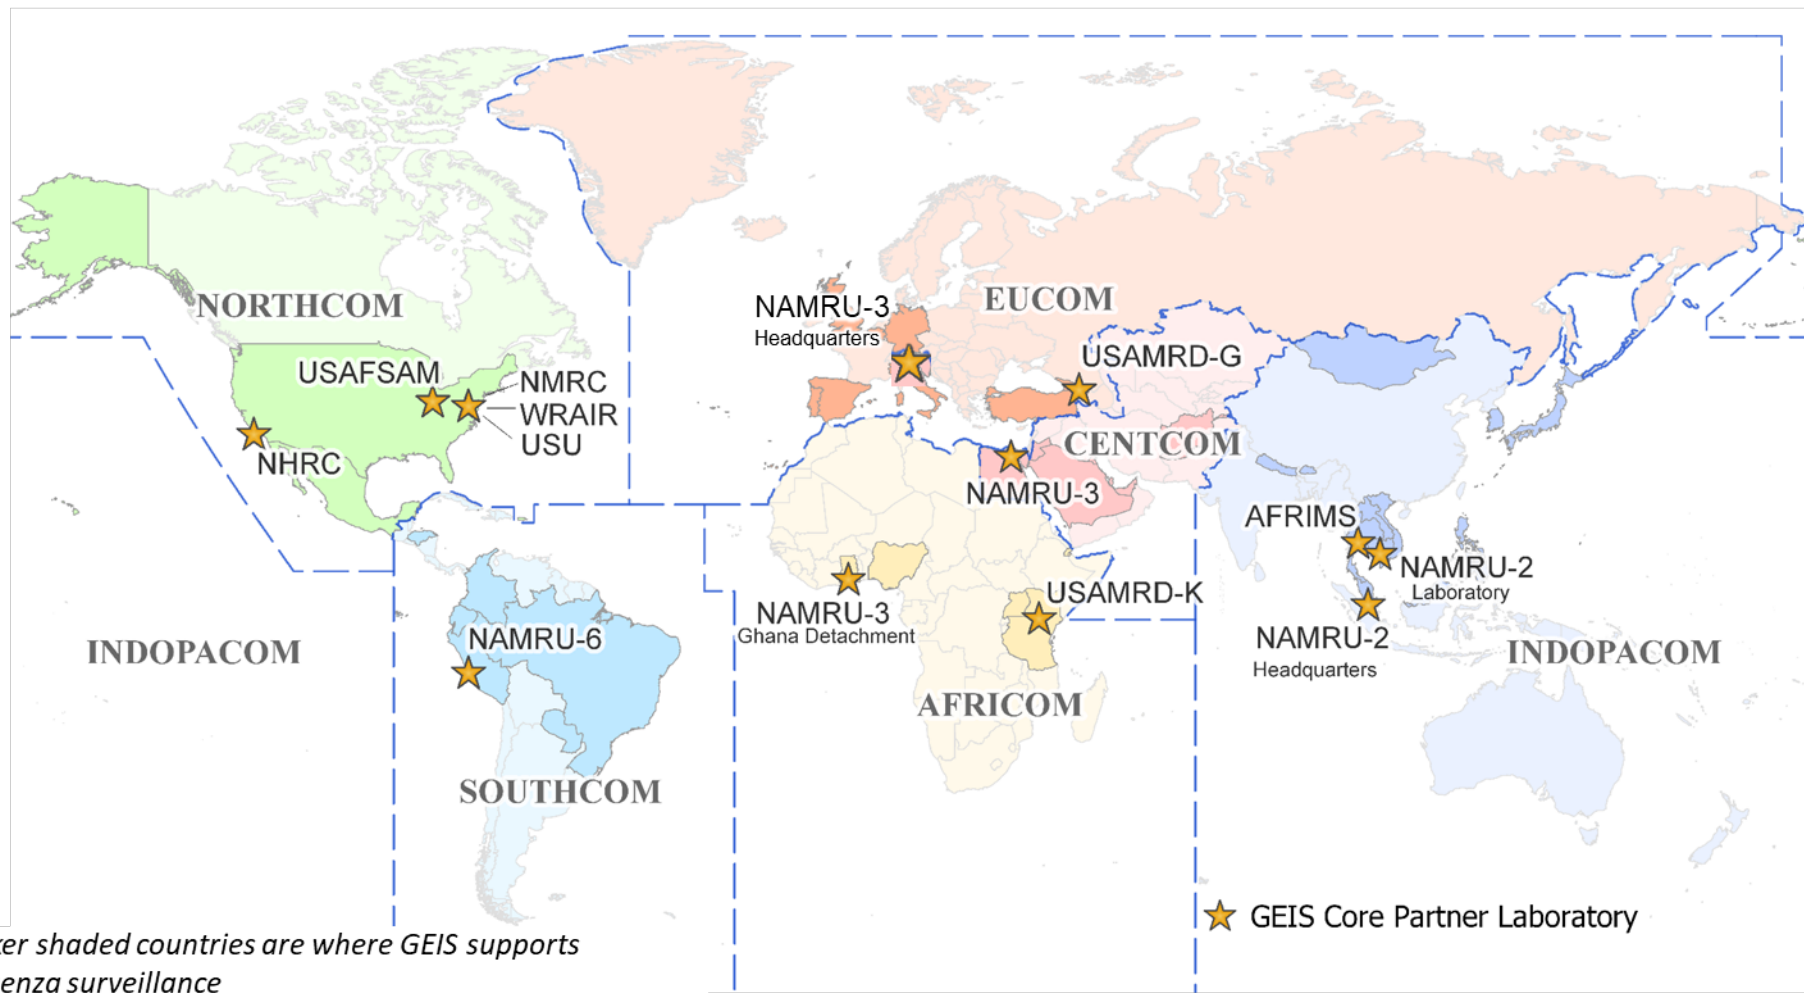 NORTHCOM
USAFSAM
NMRC
WRAIR
USU
NHRC
NAMRU-3
Headquarters
EUCOM
USAMRD-G
CENTCOM
NAMRU-3
AFRIMS
NAMRU-2
Laboratory
NAMRU-2
Headquarters
NAMRU-3
Ghana Detachment
USAMRD-K
NAMRU-6
INDOPACOM
INDOPACOM
AFRICOM
SOUTHCOM
GEIS Core Partner Laboratory
shaded countries are where GEIS supports
surveillance